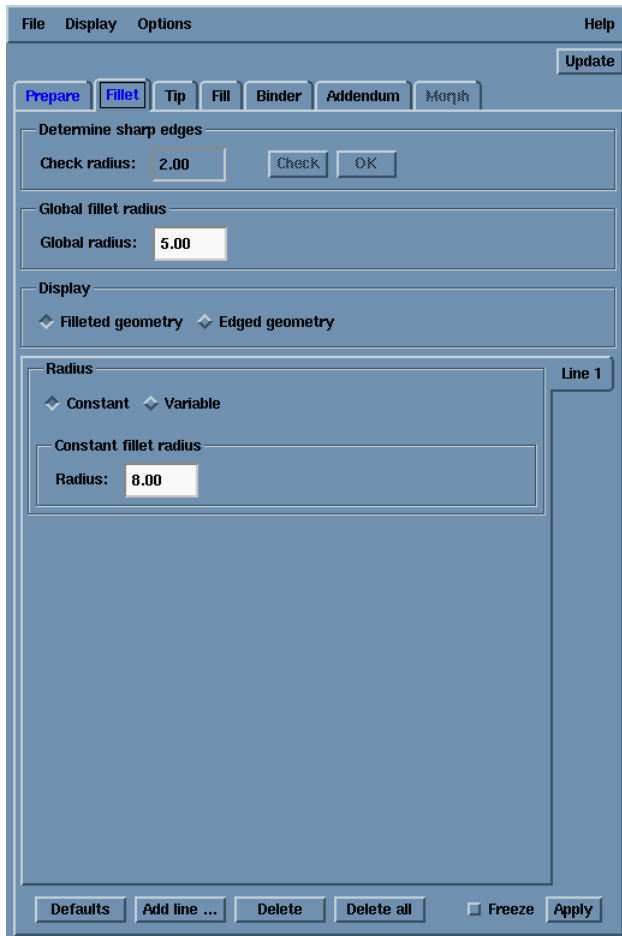 File Display Options Help
Update
Prepare Fillet Tip Fill Binder Addendum Morph
Determine sharp edges
Check radius: 2.00 Check OK
Global fillet radius
Global radius: 5.00
Display
Filleted geometry Edged geometry
Radius
Line 1
Constant Variable
Constant fillet radius
Radius: 8.00
Defaults Add line ... Delete Delete all Freeze Apply